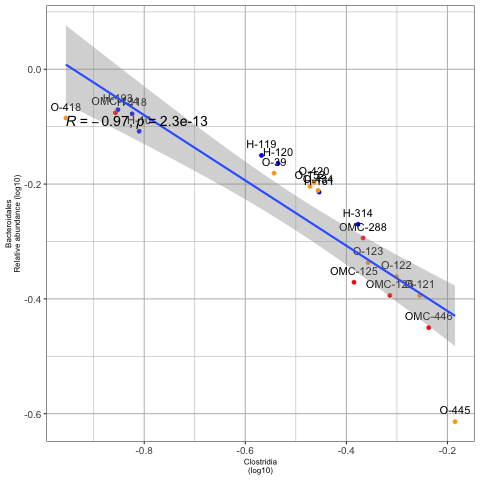 0.0
-0.2
-0.4
-0.6
O-418
R = −0.97, p = 2.3e-13
H-119
H-120
O-39
O-420
H-161
H-314
OMC-288
O-123
O-122
OMC-125
O-121
OMC-446
O-445
-0.8
-0.6
-0.4
-0.2
Clostridia
(log10)
Bacteroidales
Relative abundance (log10)